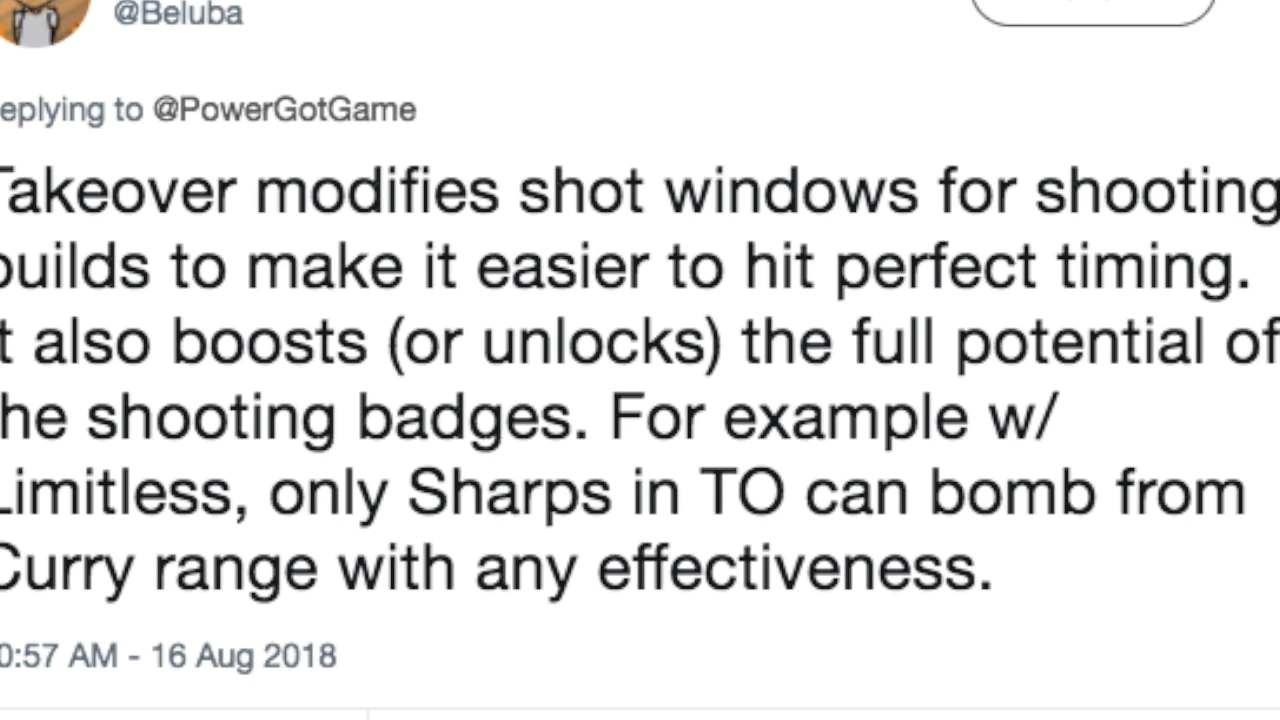 @Beluba
eplying to @PowerGotGame
Takeover modifies shot windows for shooting
builds to make it easier to hit perfect timing.
t also boosts (or unlocks) the full potential of
he shooting badges. For example w/
Limitless, only Sharps in TO can bomb from
Curry range with any effectiveness.
0:57 AM - 16 Aug 2018